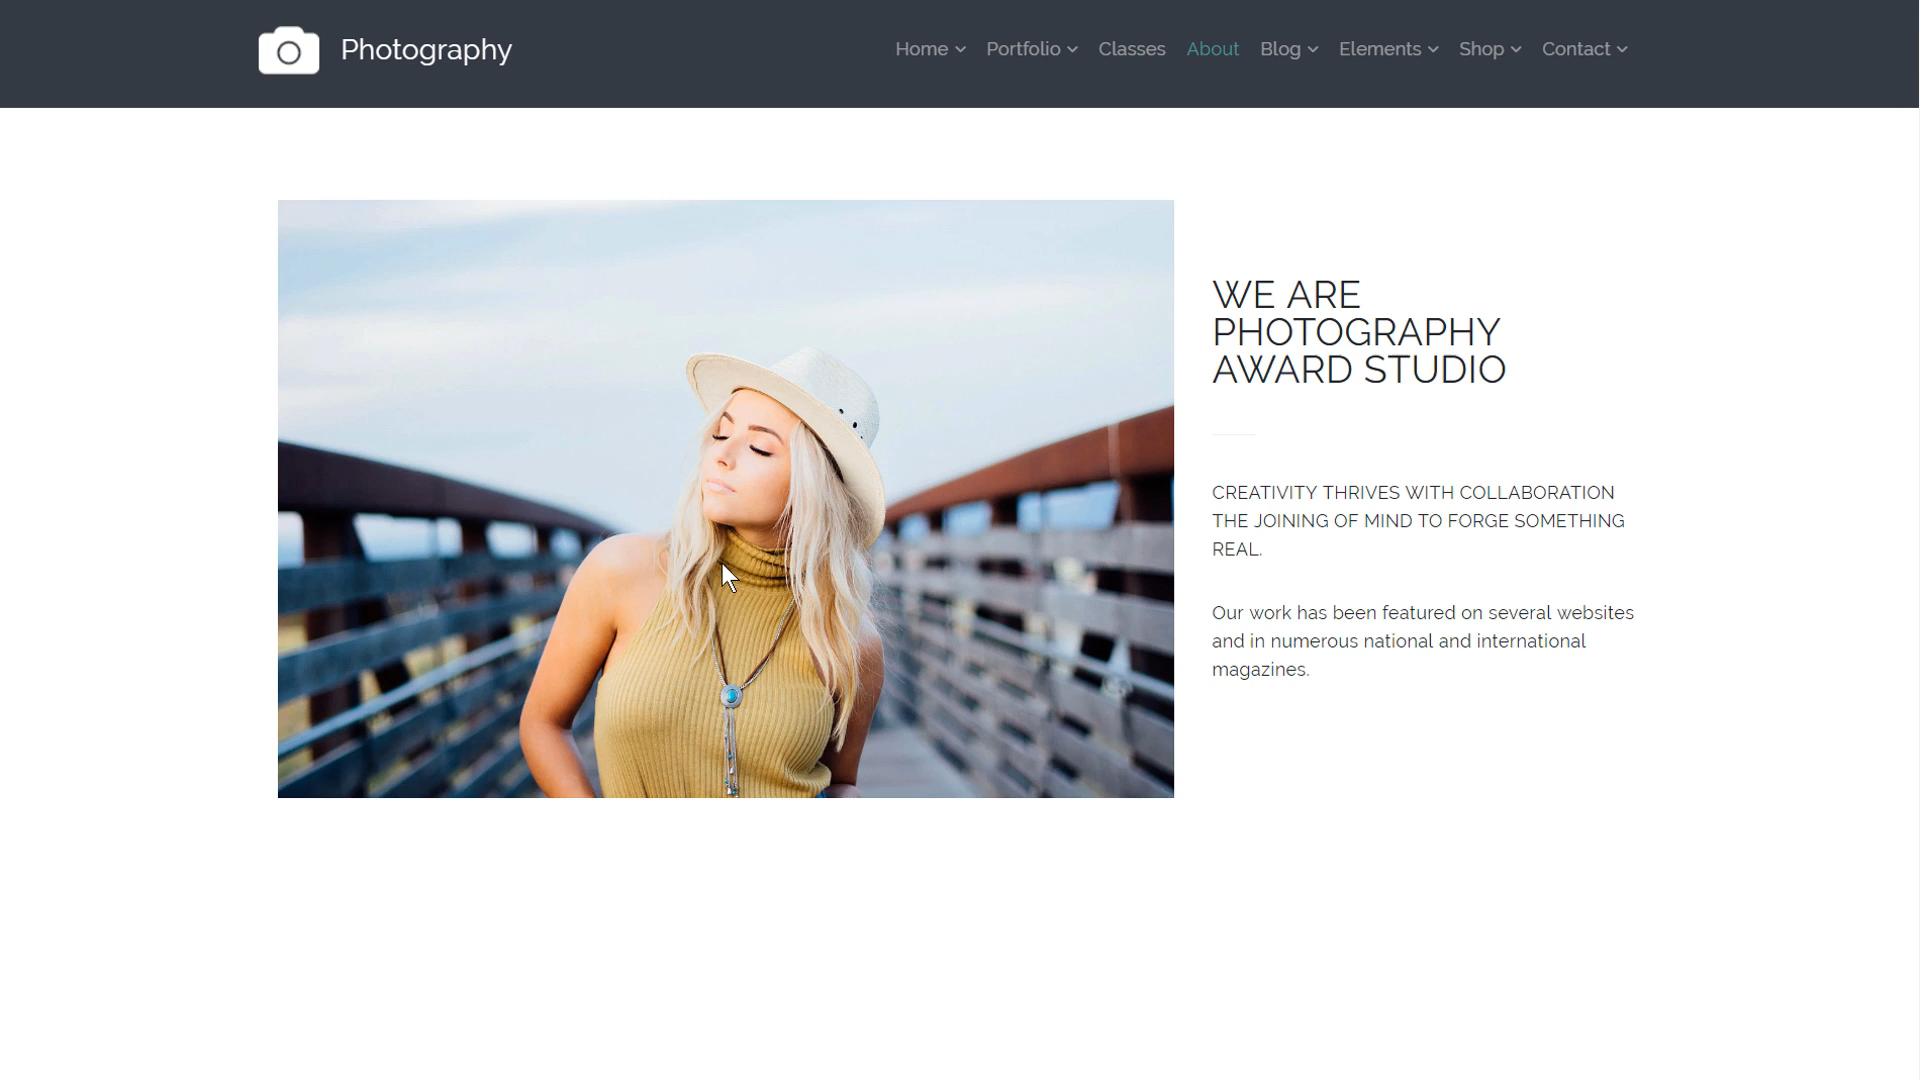 Photography
Home
Portfolio
Classes
About
Blog
Elements
Shop
Contact
WE ARE
PHOTOGRAPHY
AWARD STUDIO
CREATIVITY THRIVES WITH COLLABORATION
THE JOINING OF MIND TO FORGE SOMETHING
REAL.
Our work has been featured on several websites
and in numerous national and international
magazines.